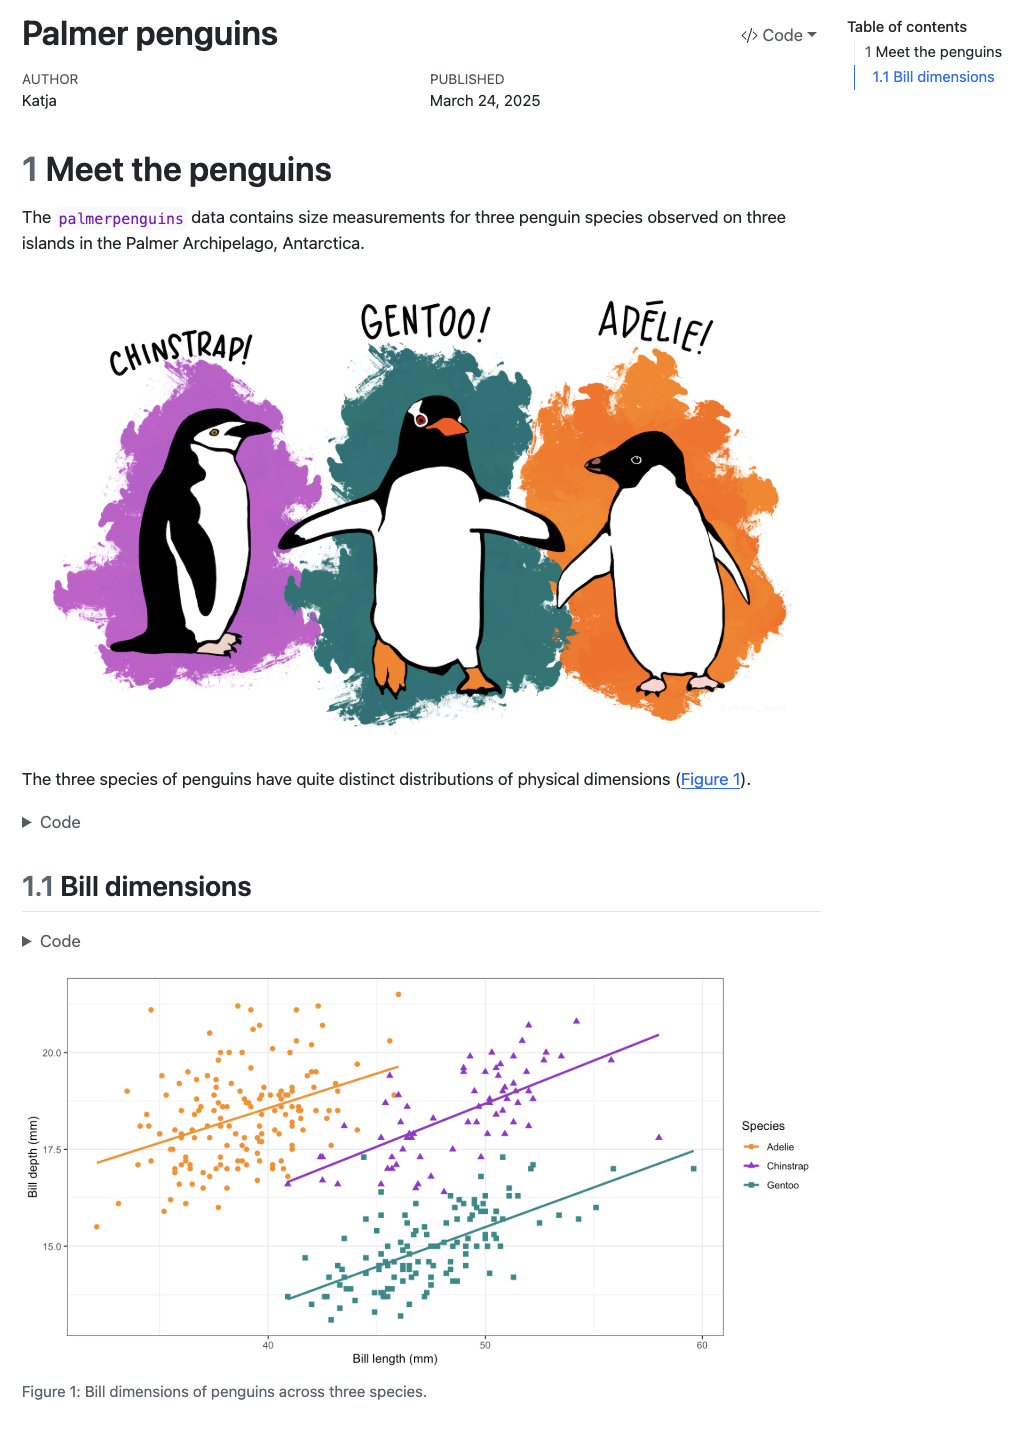 Palmer penguins
</> Code
Table of contents
1 Meet the penguins
1.1 Bill dimensions
AUTHOR
Katja
PUBLISHED
March 24, 2025
1 Meet the penguins
The palmerpenguins data contains size measurements for three penguin species observed on three
islands in the Palmer Archipelago, Antarctica.
CHINSTRAP!
GENTOO!
ADĒLIE!
The three species of penguins have quite distinct distributions of physical dimensions (Figure 1).
Code
1.1 Bill dimensions
Code
Bill depth (mm)
20.0
17.5
15.0
40
50
60
Bill length (mm)
Species
Adelie
Chinstrap
Gentoo
Figure 1: Bill dimensions of penguins across three species.